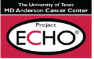 The University of Texas
MD Anderson Cancer Center
Project
ECHO®